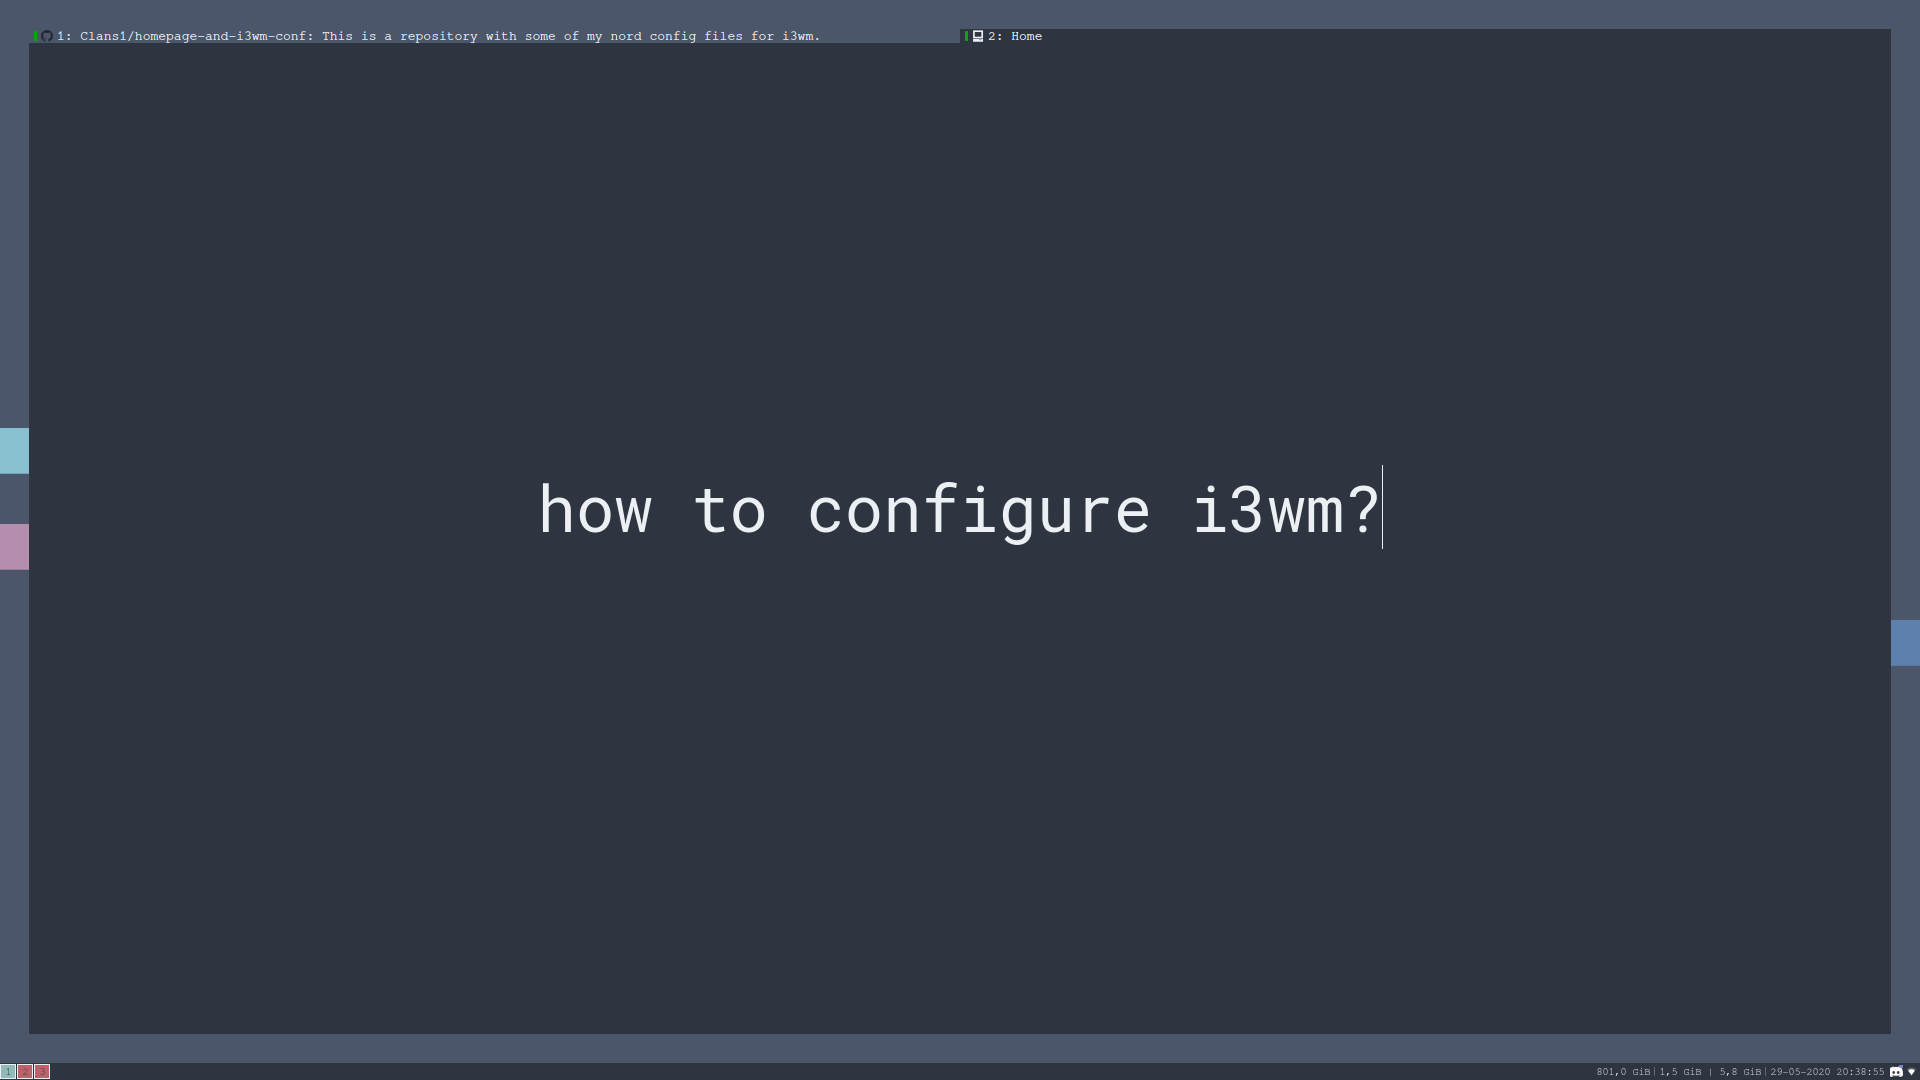 1: Clans1/homepage-and-i3wm-conf: This is a repository with some of my nord config files for i3wm.
2: Home
how to configure i3wm?
1 2 3
801,0 GiB|1,5 GiB | 5,8 GiB|29-05-2020 20:38:55